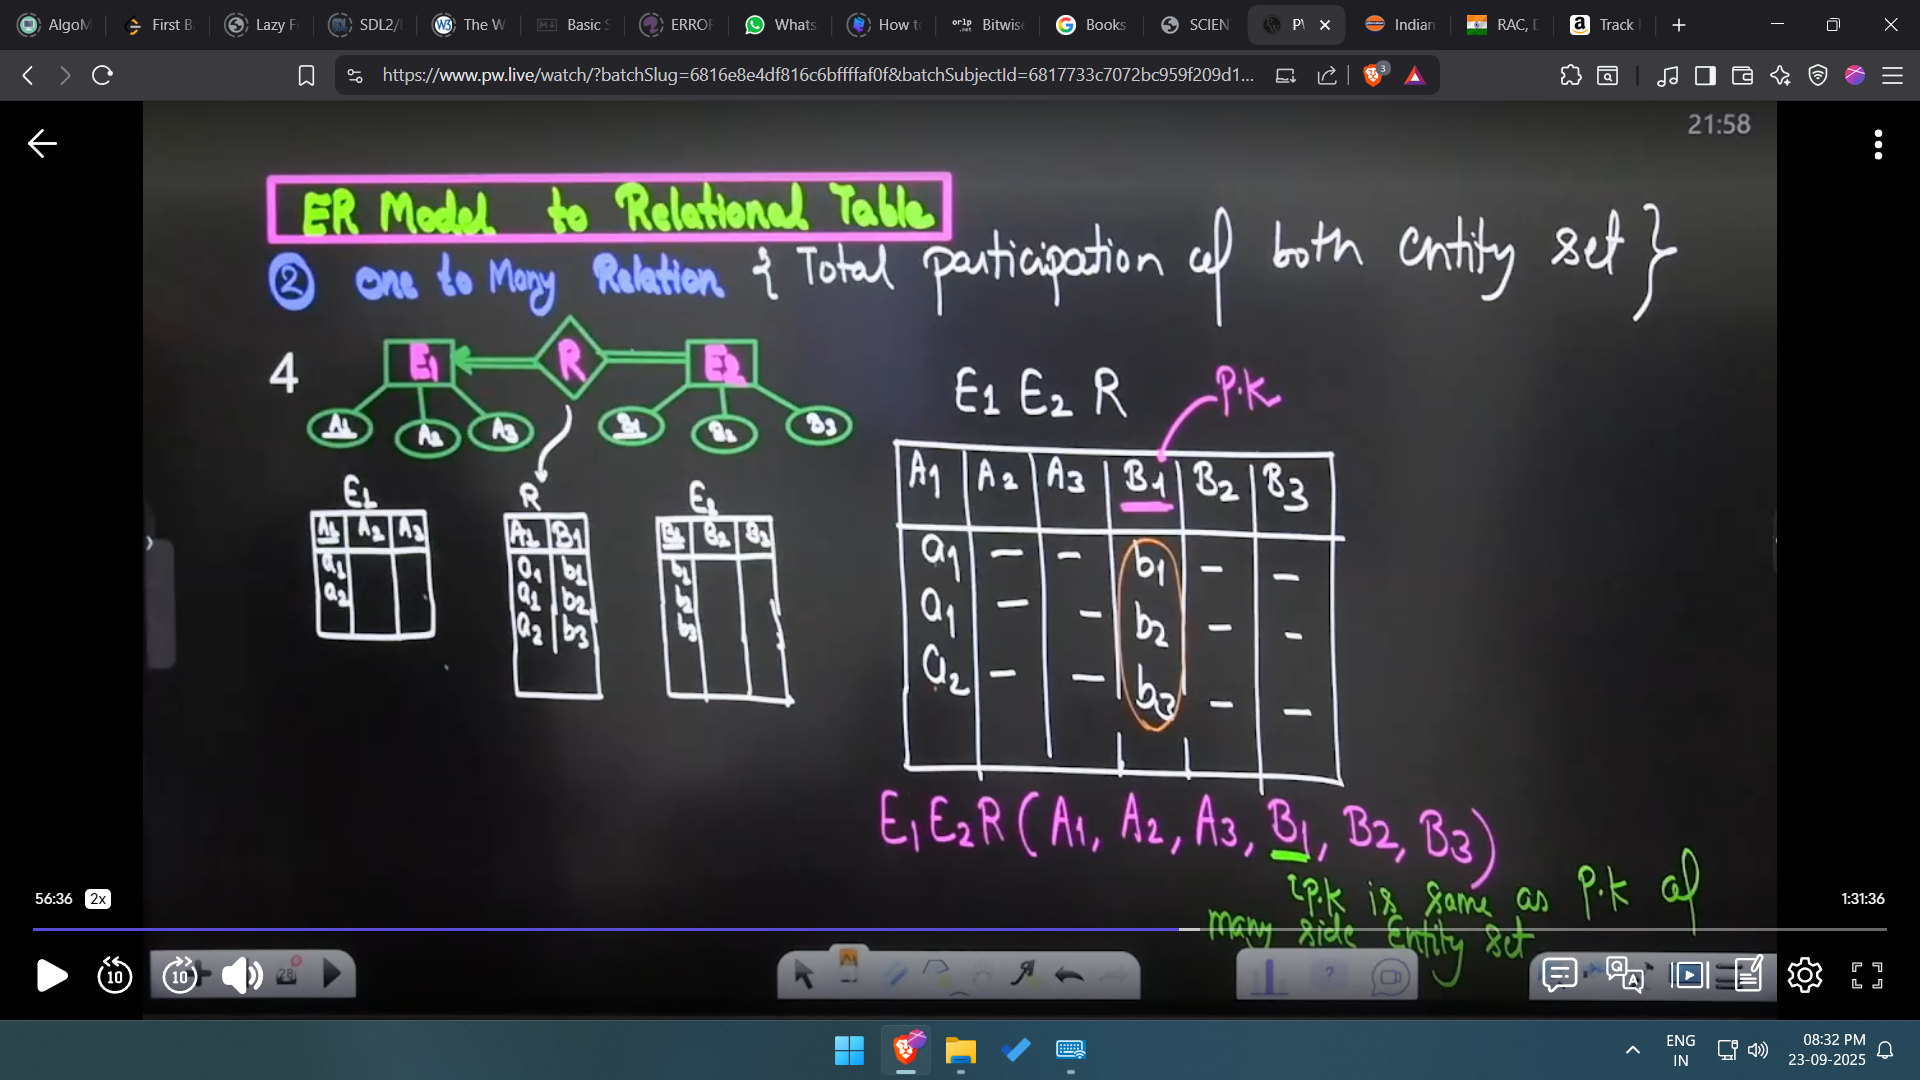 AlgoM
First B
Lazy F
SDL2/
The W
Basic S
ERROR
Whats
How t
Bitwise
Books
SCIEN
P\
Indian
RAC, D
Track
https://www.pw.live/watch/?batchSlug=6816e8e4df816c6bffffaf0f&batchSubjectId=6817733c7072bc959f209d1...
3
21:58
ER Model to Relational Table
2 One to Many Relation { Total participation of both entity set }
4
E1 R E2
A1 A2 A3 B1 B2 B3
E1 E2 R P.K
E1 R E2
A1 A2 A3
A1 B1
B1 B2 B3
a1 a1 b1 b1
a2 a1 b2 b2
a2 b3 b3
A1 A2 A3 B1 B2 B3
a1 – – b1 – –
a1 – – b2 – –
a2 – – b3 – –
E1E2R (A1, A2, A3, B1, B2, B3)
P.K is same as P.K of
many side Entity set
56:36 2x
1:31:36
10 10 28
ENG
IN
08:32 PM
23-09-2025